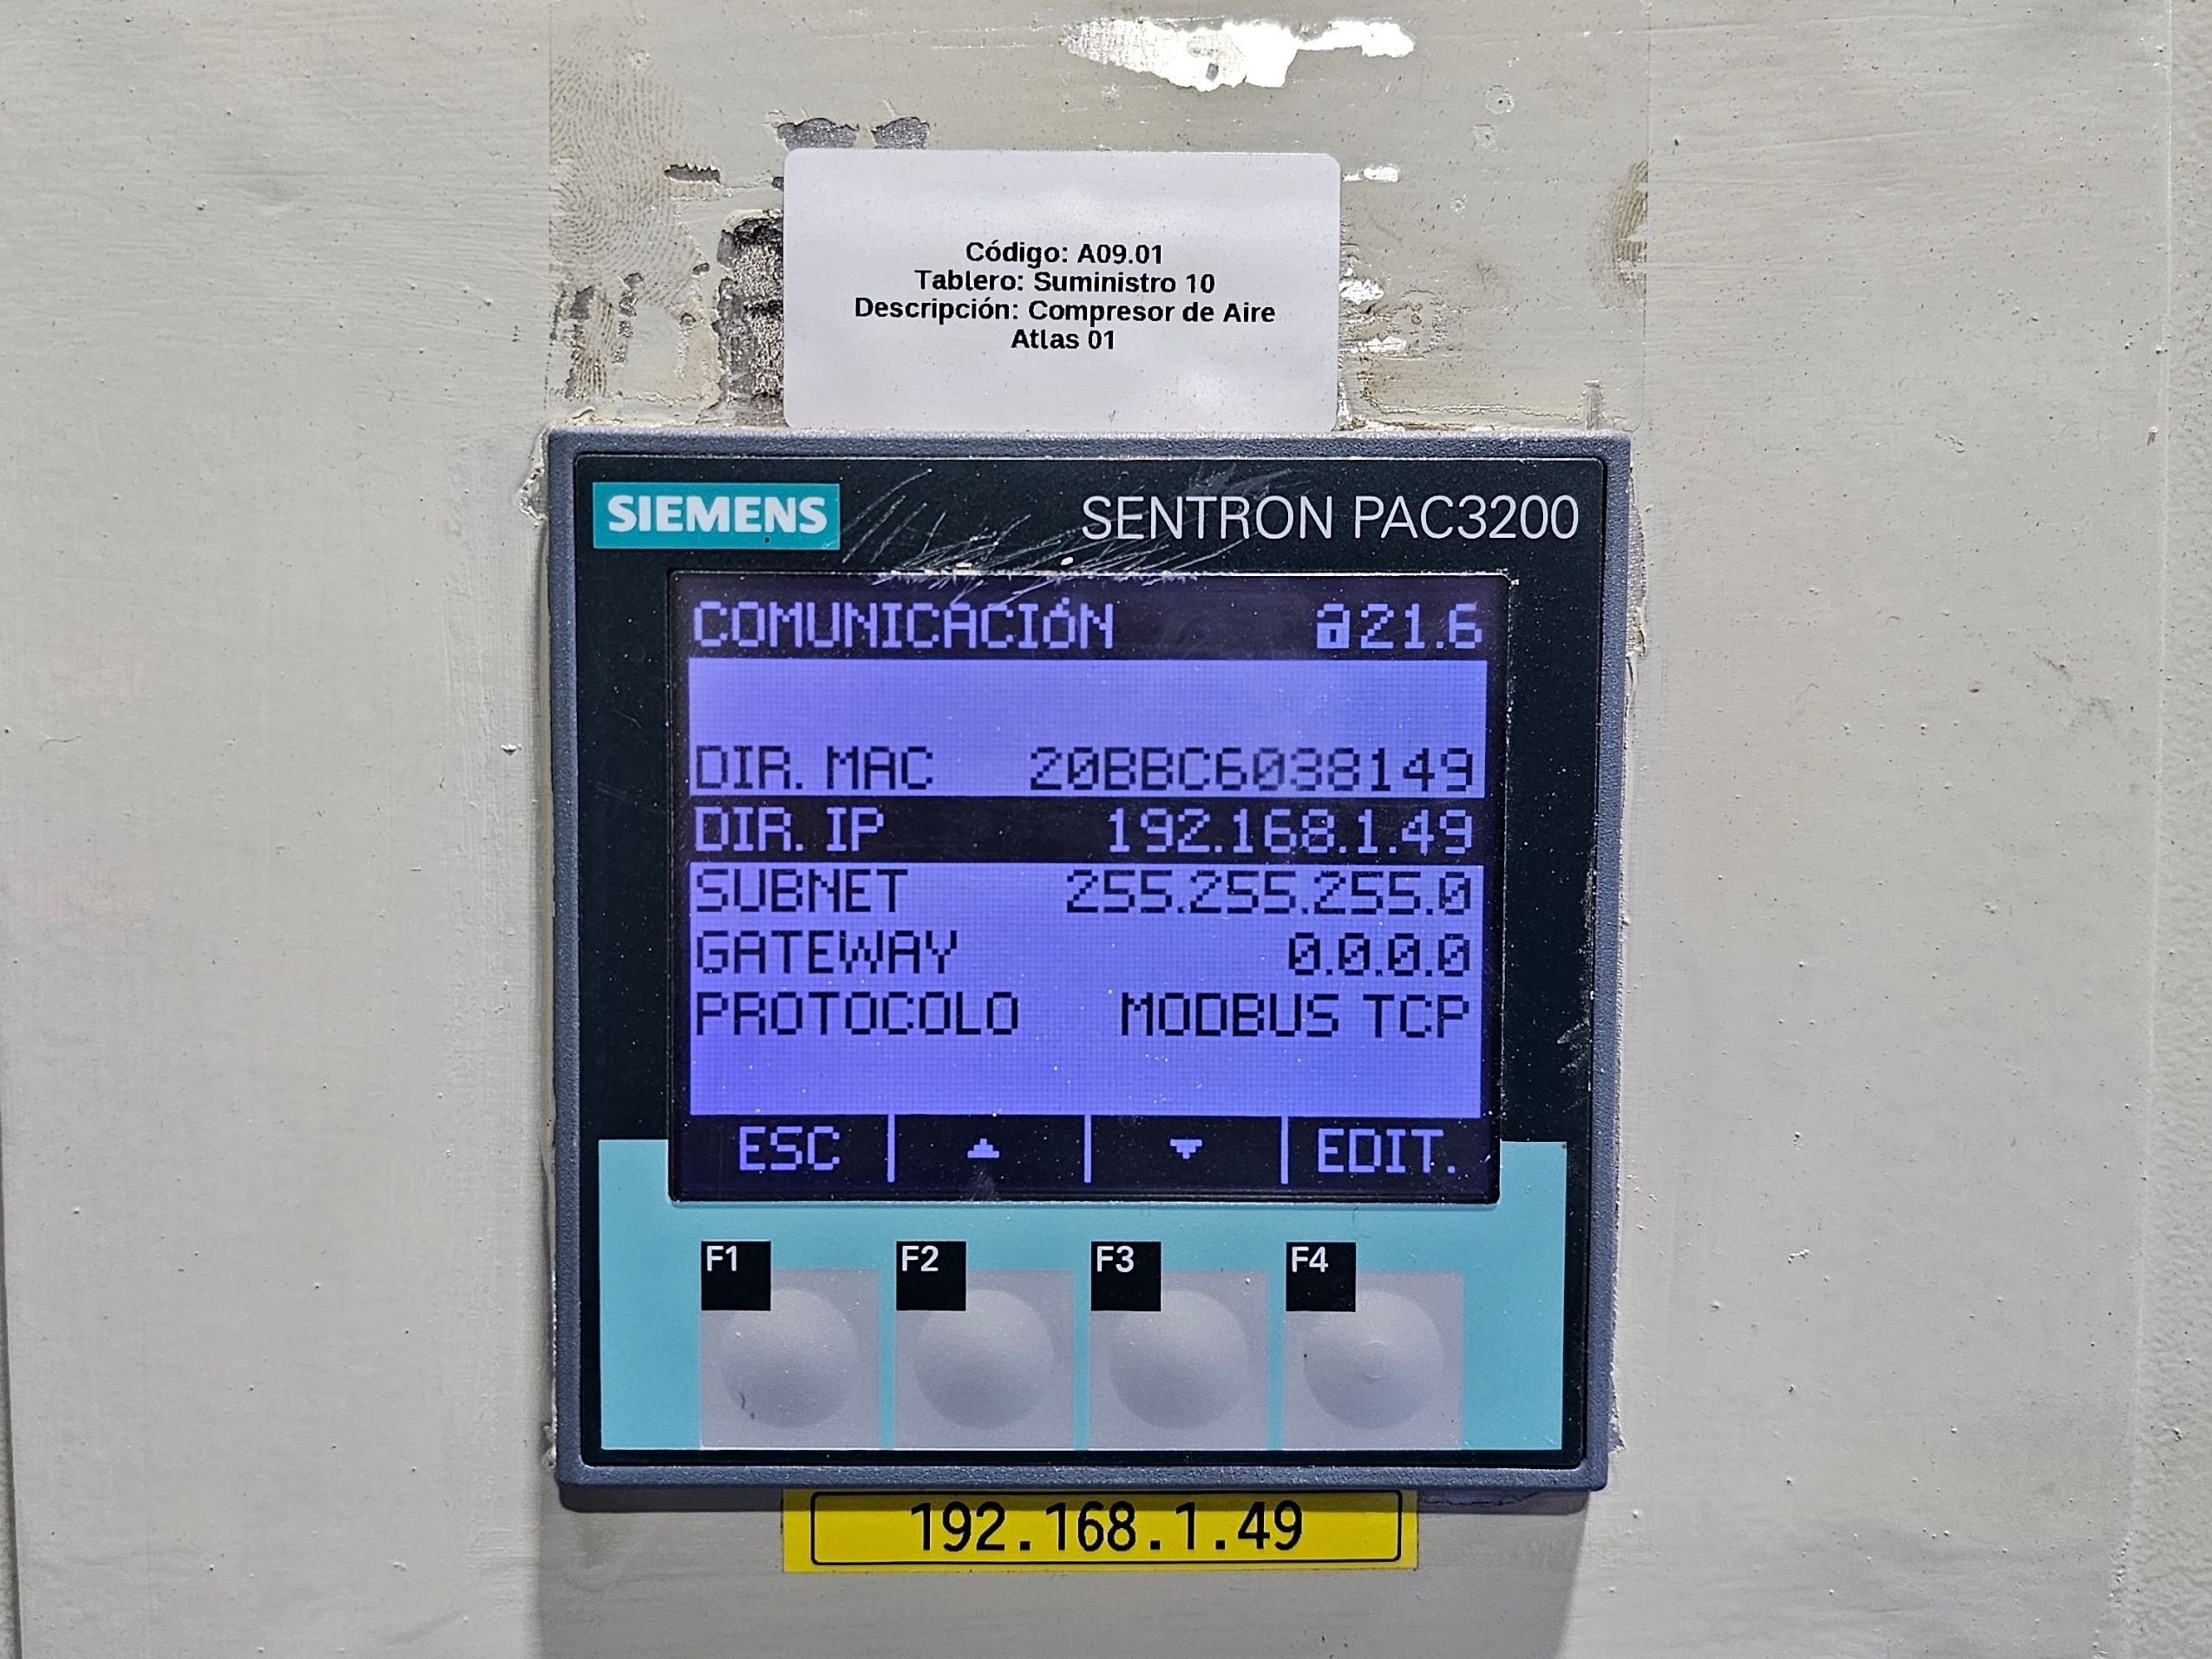 Código: A09.01
Tablero: Suministro 10
Descripción: Compresor de Aire
Atlas 01
SIEMENS SENTRON PAC3200
COMUNICACIÓN 21.6
DIR. MAC 20BBC6038149
DIR. IP 192.168.1.49
SUBNET 255.255.255.0
GATEWAY 0.0.0.0
PROTOCOLO MODBUS TCP
ESC EDIT.
F1 F2 F3 F4
192.168.1.49